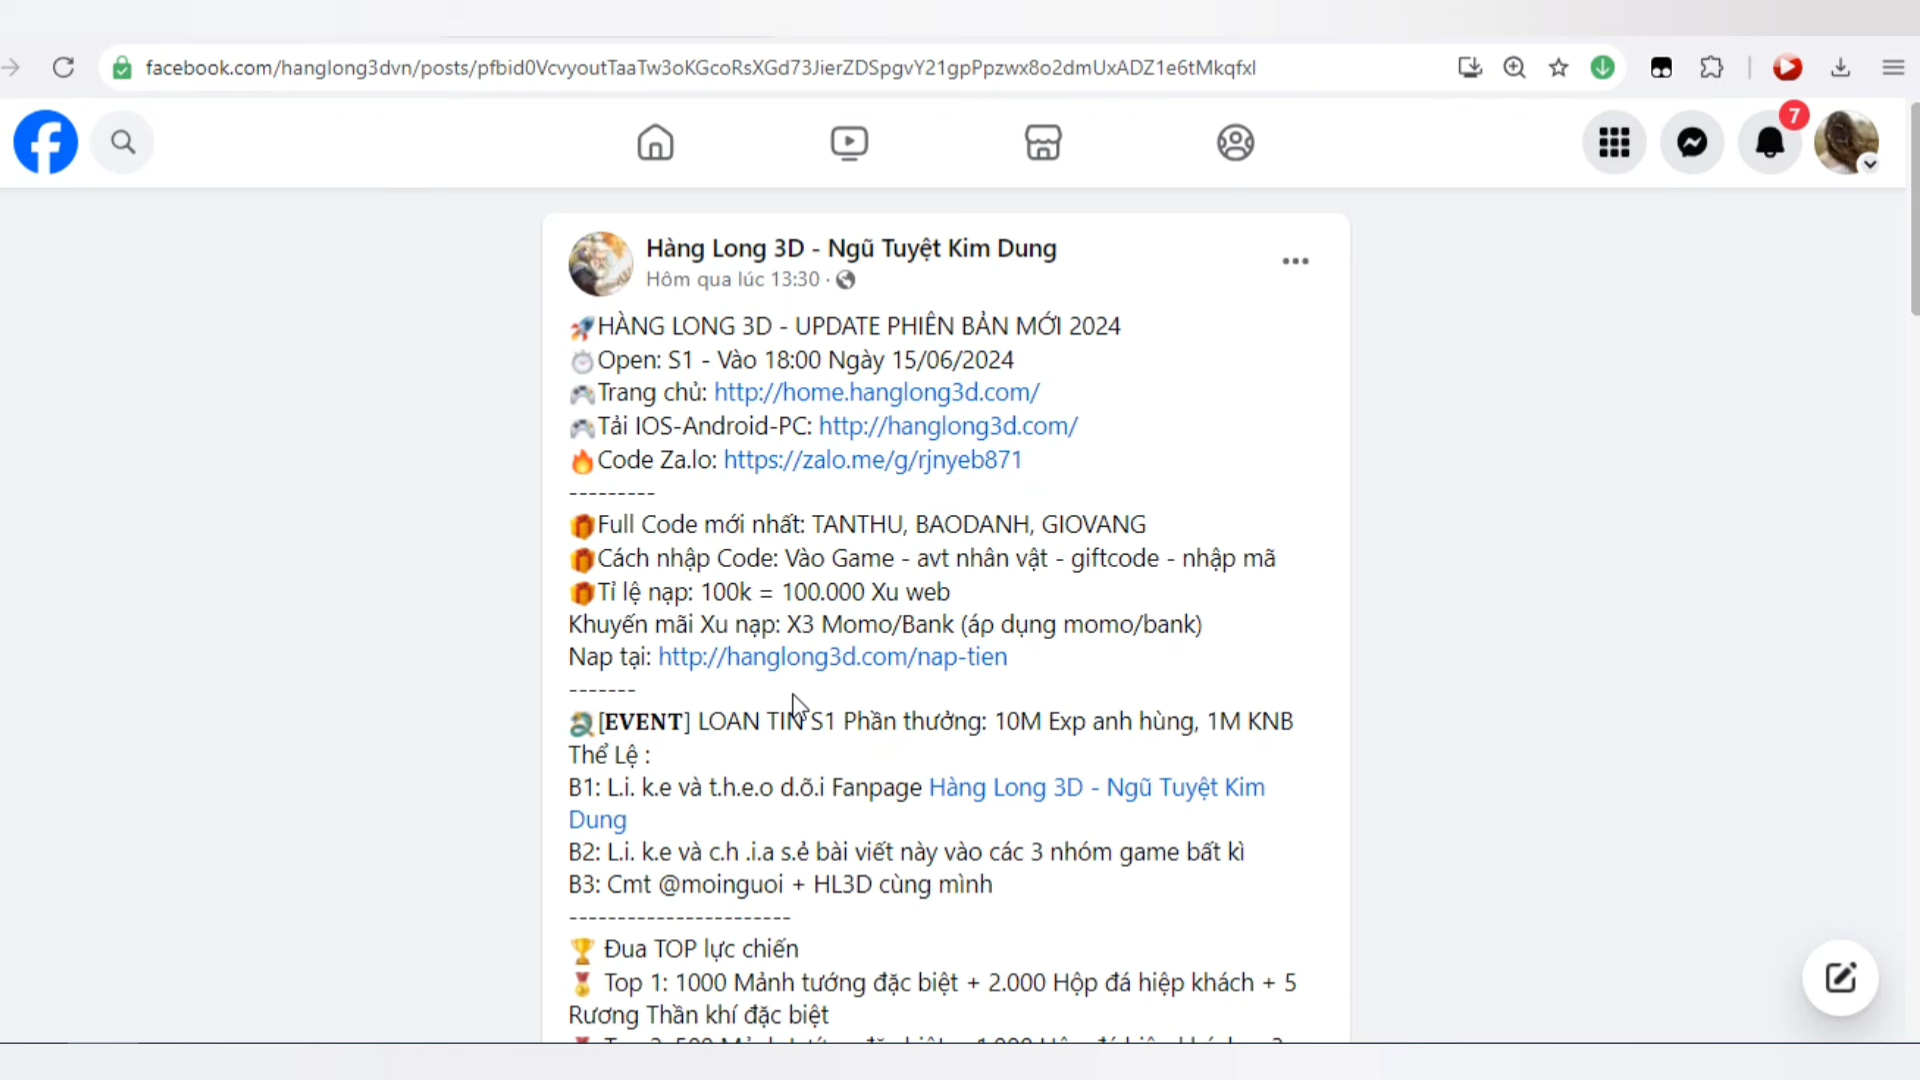 facebook.com/hanglong3dvn/posts/pfbid0VcvyoutTaaTw3oKGcoRsXGd73JierZDSpgvY21gpPpzwx8o2dmUxADZ1e6tMkqfxl
7
Hàng Long 3D - Ngũ Tuyệt Kim Dung
Hôm qua lúc 13:30 ·
HÀNG LONG 3D - UPDATE PHIÊN BẢN MỚI 2024
Open: S1 - Vào 18:00 Ngày 15/06/2024
Trang chủ: http://home.hanglong3d.com/
Tải IOS-Android-PC: http://hanglong3d.com/
Code Za.lo: https://zalo.me/g/rjnyeb871
---------
Full Code mới nhất: TANTHU, BAODANH, GIOVANG
Cách nhập Code: Vào Game - avt nhân vật - giftcode - nhập mã
Tỉ lệ nạp: 100k = 100.000 Xu web
Khuyến mãi Xu nạp: X3 Momo/Bank (áp dụng momo/bank)
Nap tại: http://hanglong3d.com/nap-tien
-------
[EVENT] LOAN TIN S1 Phần thưởng: 10M Exp anh hùng, 1M KNB
Thể Lệ :
B1: L.i. k.e và t.h.e.o d.õ.i Fanpage Hàng Long 3D - Ngũ Tuyệt Kim
Dung
B2: L.i. k.e và c.h .i.a s.ẻ bài viết này vào các 3 nhóm game bất kì
B3: Cmt @moinguoi + HL3D cùng mình
-----------------------
Đua TOP lực chiến
Top 1: 1000 Mảnh tướng đặc biệt + 2.000 Hộp đá hiệp khách + 5
Rương Thần khí đặc biệt